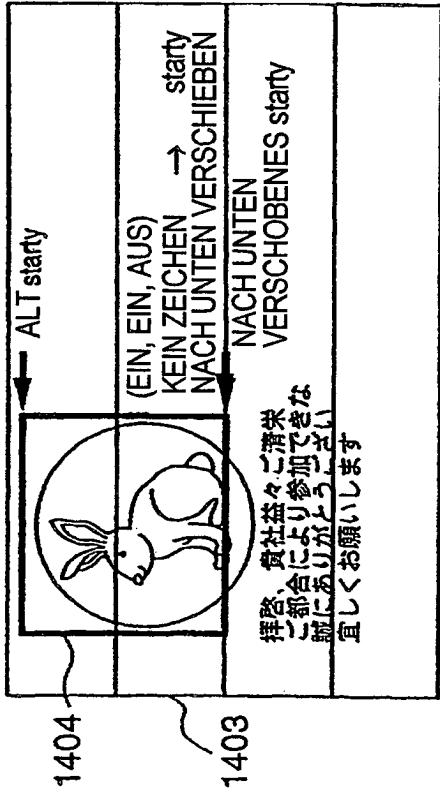 ALT starty
(EIN, EIN, AUS)
KEIN ZEICHEN → starty
NACH UNTEN VERSCHIEBEN
NACH UNTEN
VERSCHOBENES starty
拝啓、貴社益々ご清栄
ご都合により参加できな
誠にありがとうござい
宜しくお願いします
1404
1403